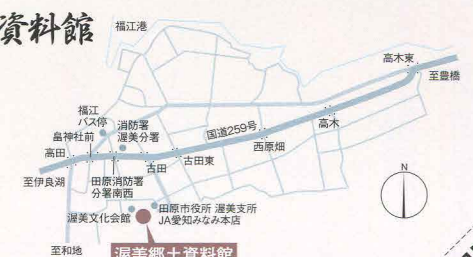 資料館
福江港
高木東
至豊橋
福江
バス停
消防署
渥美分署
畠神社前
国道259号
高木
西原畑
高田
古田
古田東
至伊良湖
田原消防署
分署南西
N
渥美文化会館
田原市役所 渥美支所
JA愛知みなみ本店
至和地
渥美郷土資料館